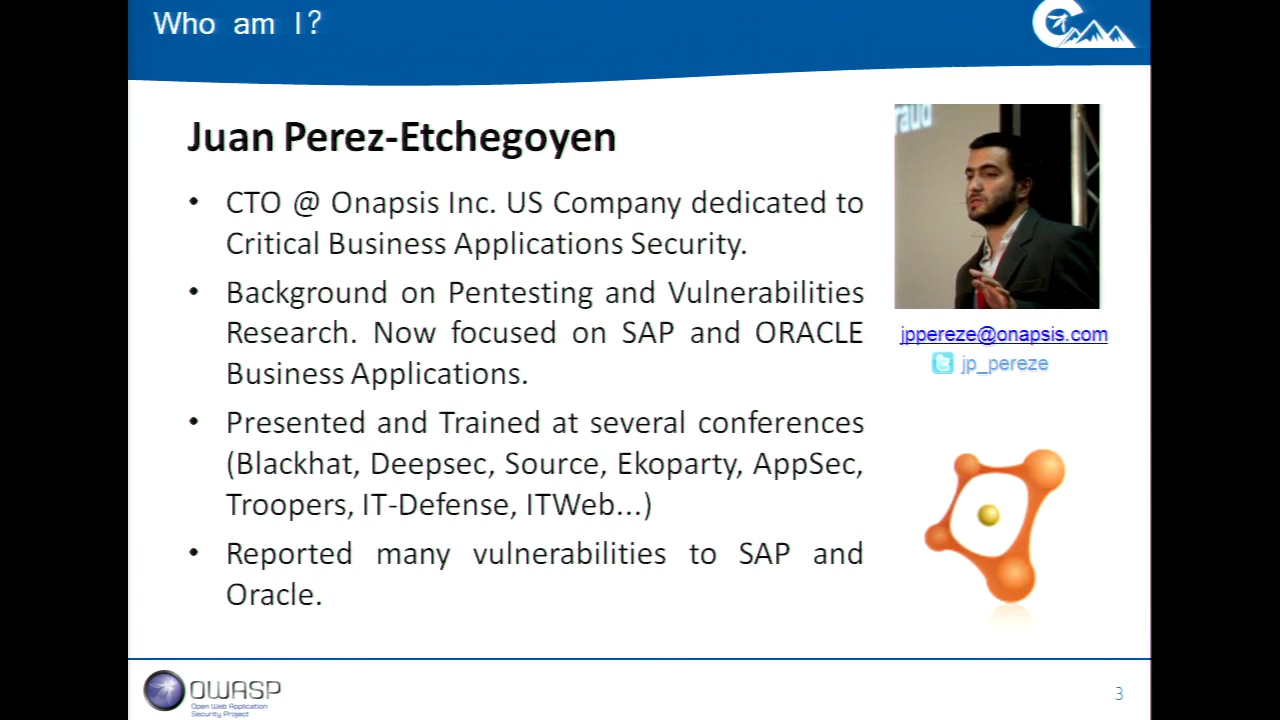 Who am I?
Juan Perez-Etchegoyen
• CTO @ Onapsis Inc. US Company dedicated to
Critical Business Applications Security.
• Background on Pentesting and Vulnerabilities
Research. Now focused on SAP and ORACLE
Business Applications.
• Presented and Trained at several conferences
(Blackhat, Deepsec, Source, Ekoparty, AppSec,
Troopers, IT-Defense, ITWeb...)
• Reported many vulnerabilities to SAP and
Oracle.
raud
jppereze@onapsis.com
jp_pereze
OWASP
Open Web Application
Security Project
3